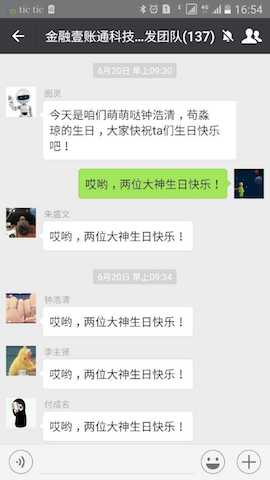 tic tic
4G
16:54
金融壹账通科技...发团队(137)
6月20日 早上09:30
图灵
今天是咱们萌萌哒钟浩清，苟淼
琼的生日，大家快祝ta们生日快乐
吧！
哎哟，两位大神生日快乐！
朱盛文
哎哟，两位大神生日快乐！
6月20日 早上09:34
钟浩清
哎哟，两位大神生日快乐！
李主贤
哎哟，两位大神生日快乐！
付成名
哎哟，两位大神生日快乐！